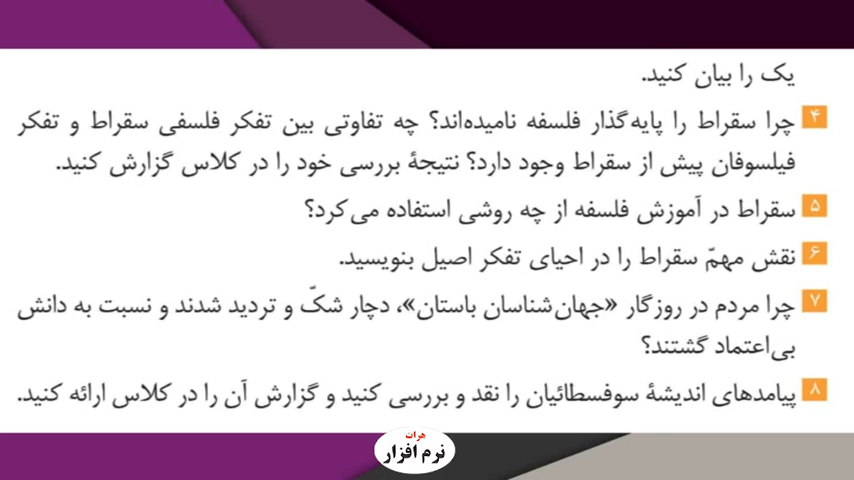 یک را بیان کنید.
۴ چرا سقراط را پایه‌گذار فلسفه نامیده‌اند؟ چه تفاوتی بین تفکر فلسفی سقراط و تفکر
فیلسوفان پیش از سقراط وجود دارد؟ نتیجهٔ بررسی خود را در کلاس گزارش کنید.
۵ سقراط در آموزش فلسفه از چه روشی استفاده می‌کرد؟
۶ نقش مهمّ سقراط را در احیای تفکر اصیل بنویسید.
۷ چرا مردم در روزگار «جهان‌شناسان باستان»، دچار شکّ و تردید شدند و نسبت به دانش
بی‌اعتماد گشتند؟
۸ پیامدهای اندیشهٔ سوفسطائیان را نقد و بررسی کنید و گزارش آن را در کلاس ارائه کنید.
هرات
نرم افزار